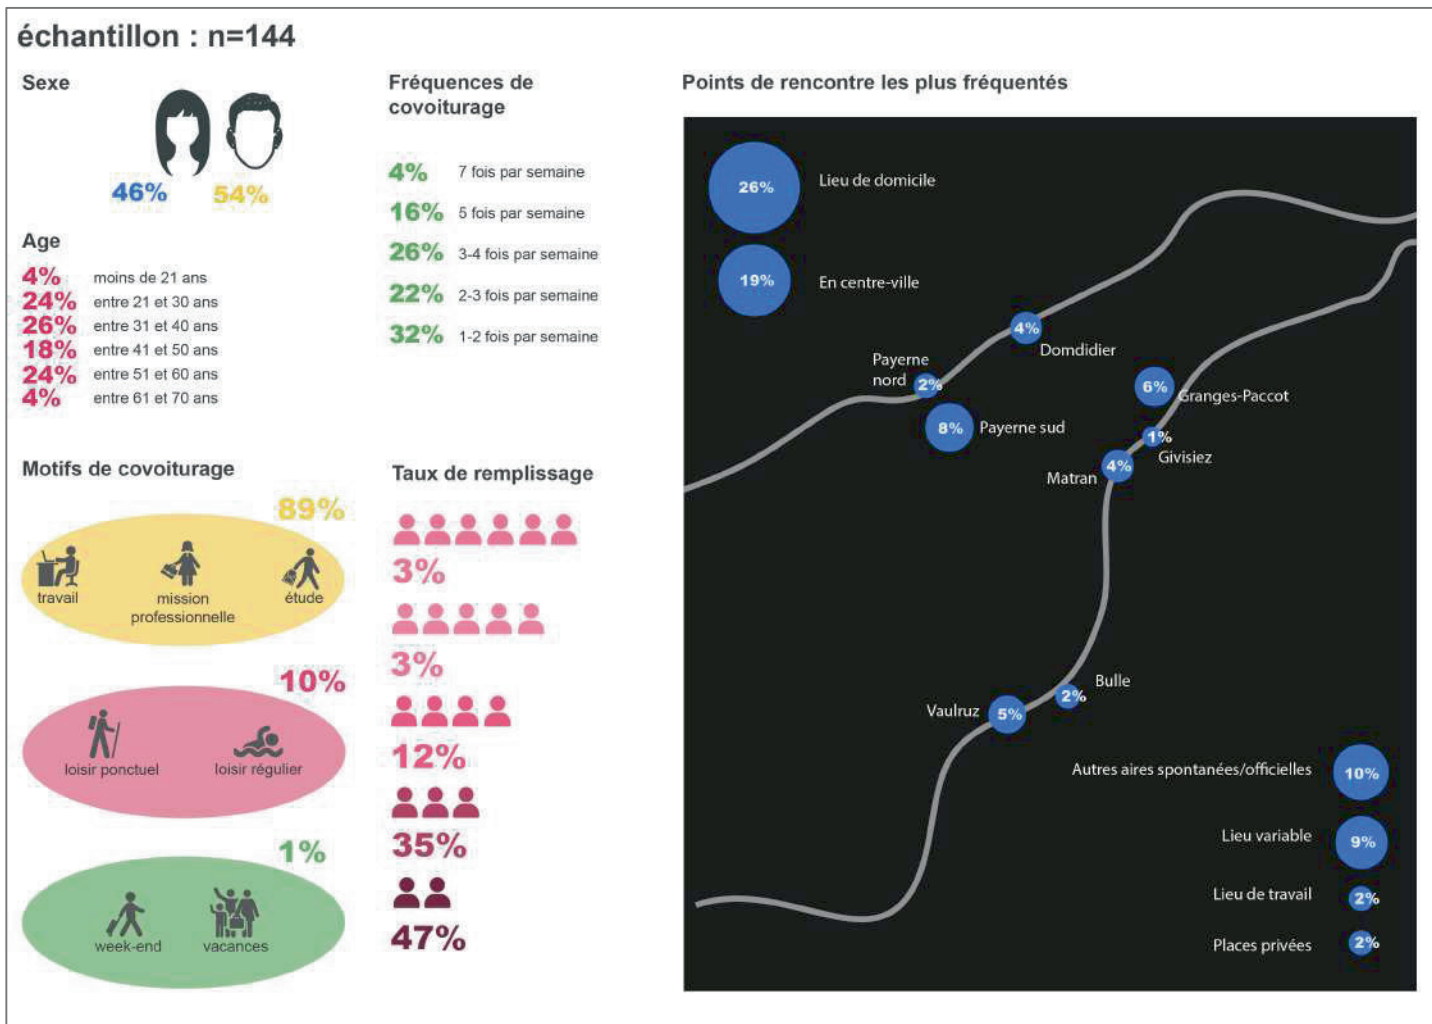 échantillon : n=144
Sexe
46%
54%
Age
4% moins de 21 ans
24% entre 21 et 30 ans
26% entre 31 et 40 ans
18% entre 41 et 50 ans
24% entre 51 et 60 ans
4% entre 61 et 70 ans
Fréquences de
covoiturage
4% 7 fois par semaine
16% 5 fois par semaine
26% 3-4 fois par semaine
22% 2-3 fois par semaine
32% 1-2 fois par semaine
Motifs de covoiturage
89%
travail
mission
professionnelle
étude
10%
loisir ponctuel
loisir régulier
1%
week-end
vacances
Taux de remplissage
3%
3%
12%
35%
47%
Points de rencontre les plus fréquentés
26% Lieu de domicile
19% En centre-ville
4%
Domdidier
Payerne
nord
2%
8% Payerne sud
6%
Granges-Paccot
1%
Givisiez
4%
Matran
Bulle
2%
Vaulruz 5%
Autres aires spontanées/officielles 10%
Lieu variable 9%
Lieu de travail 2%
Places privées 2%